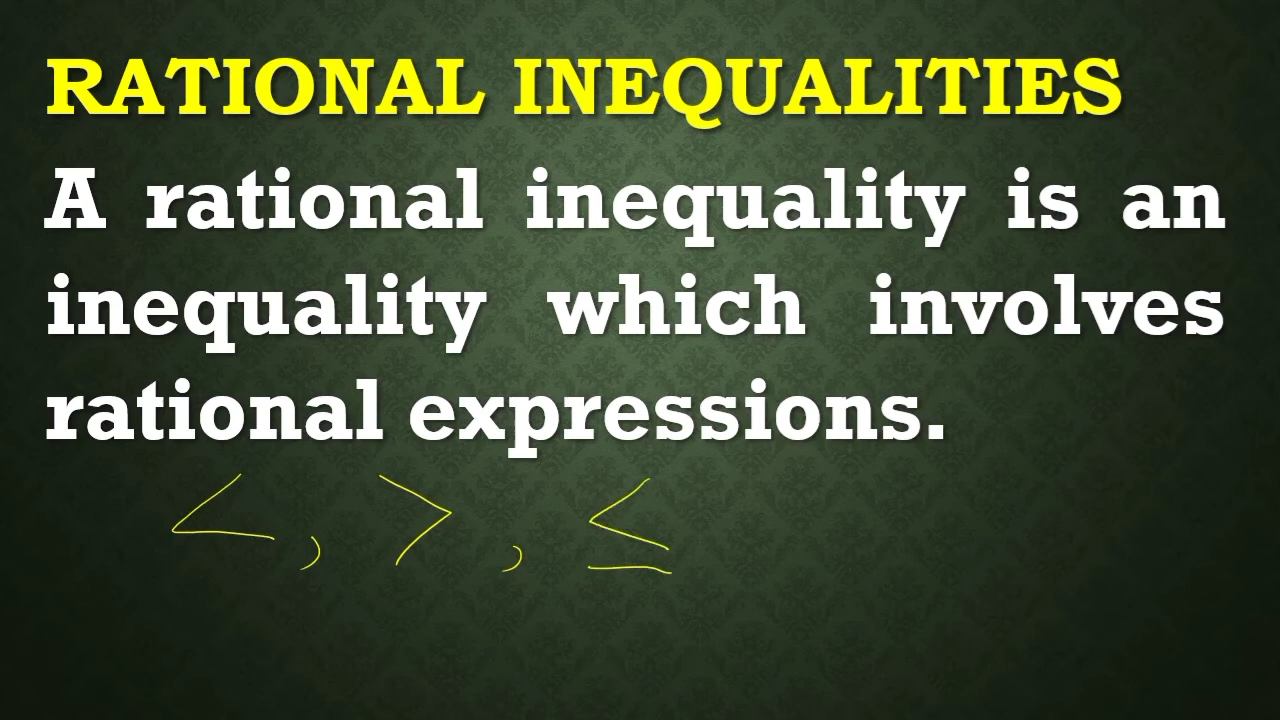 RATIONAL INEQUALITIES
A rational inequality is an
inequality which involves
rational expressions.
<, >, ≤